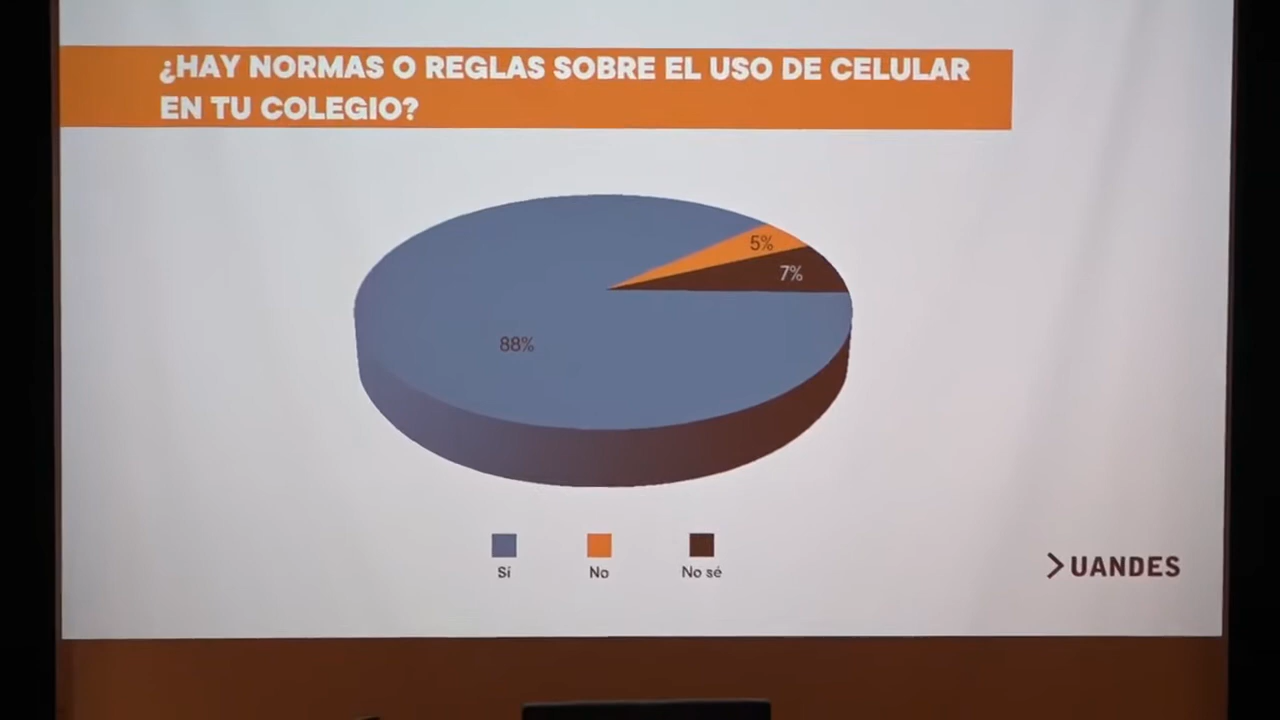 ¿HAY NORMAS O REGLAS SOBRE EL USO DE CELULAR
EN TU COLEGIO?
5%
7%
88%
Sí No No sé
UANDES